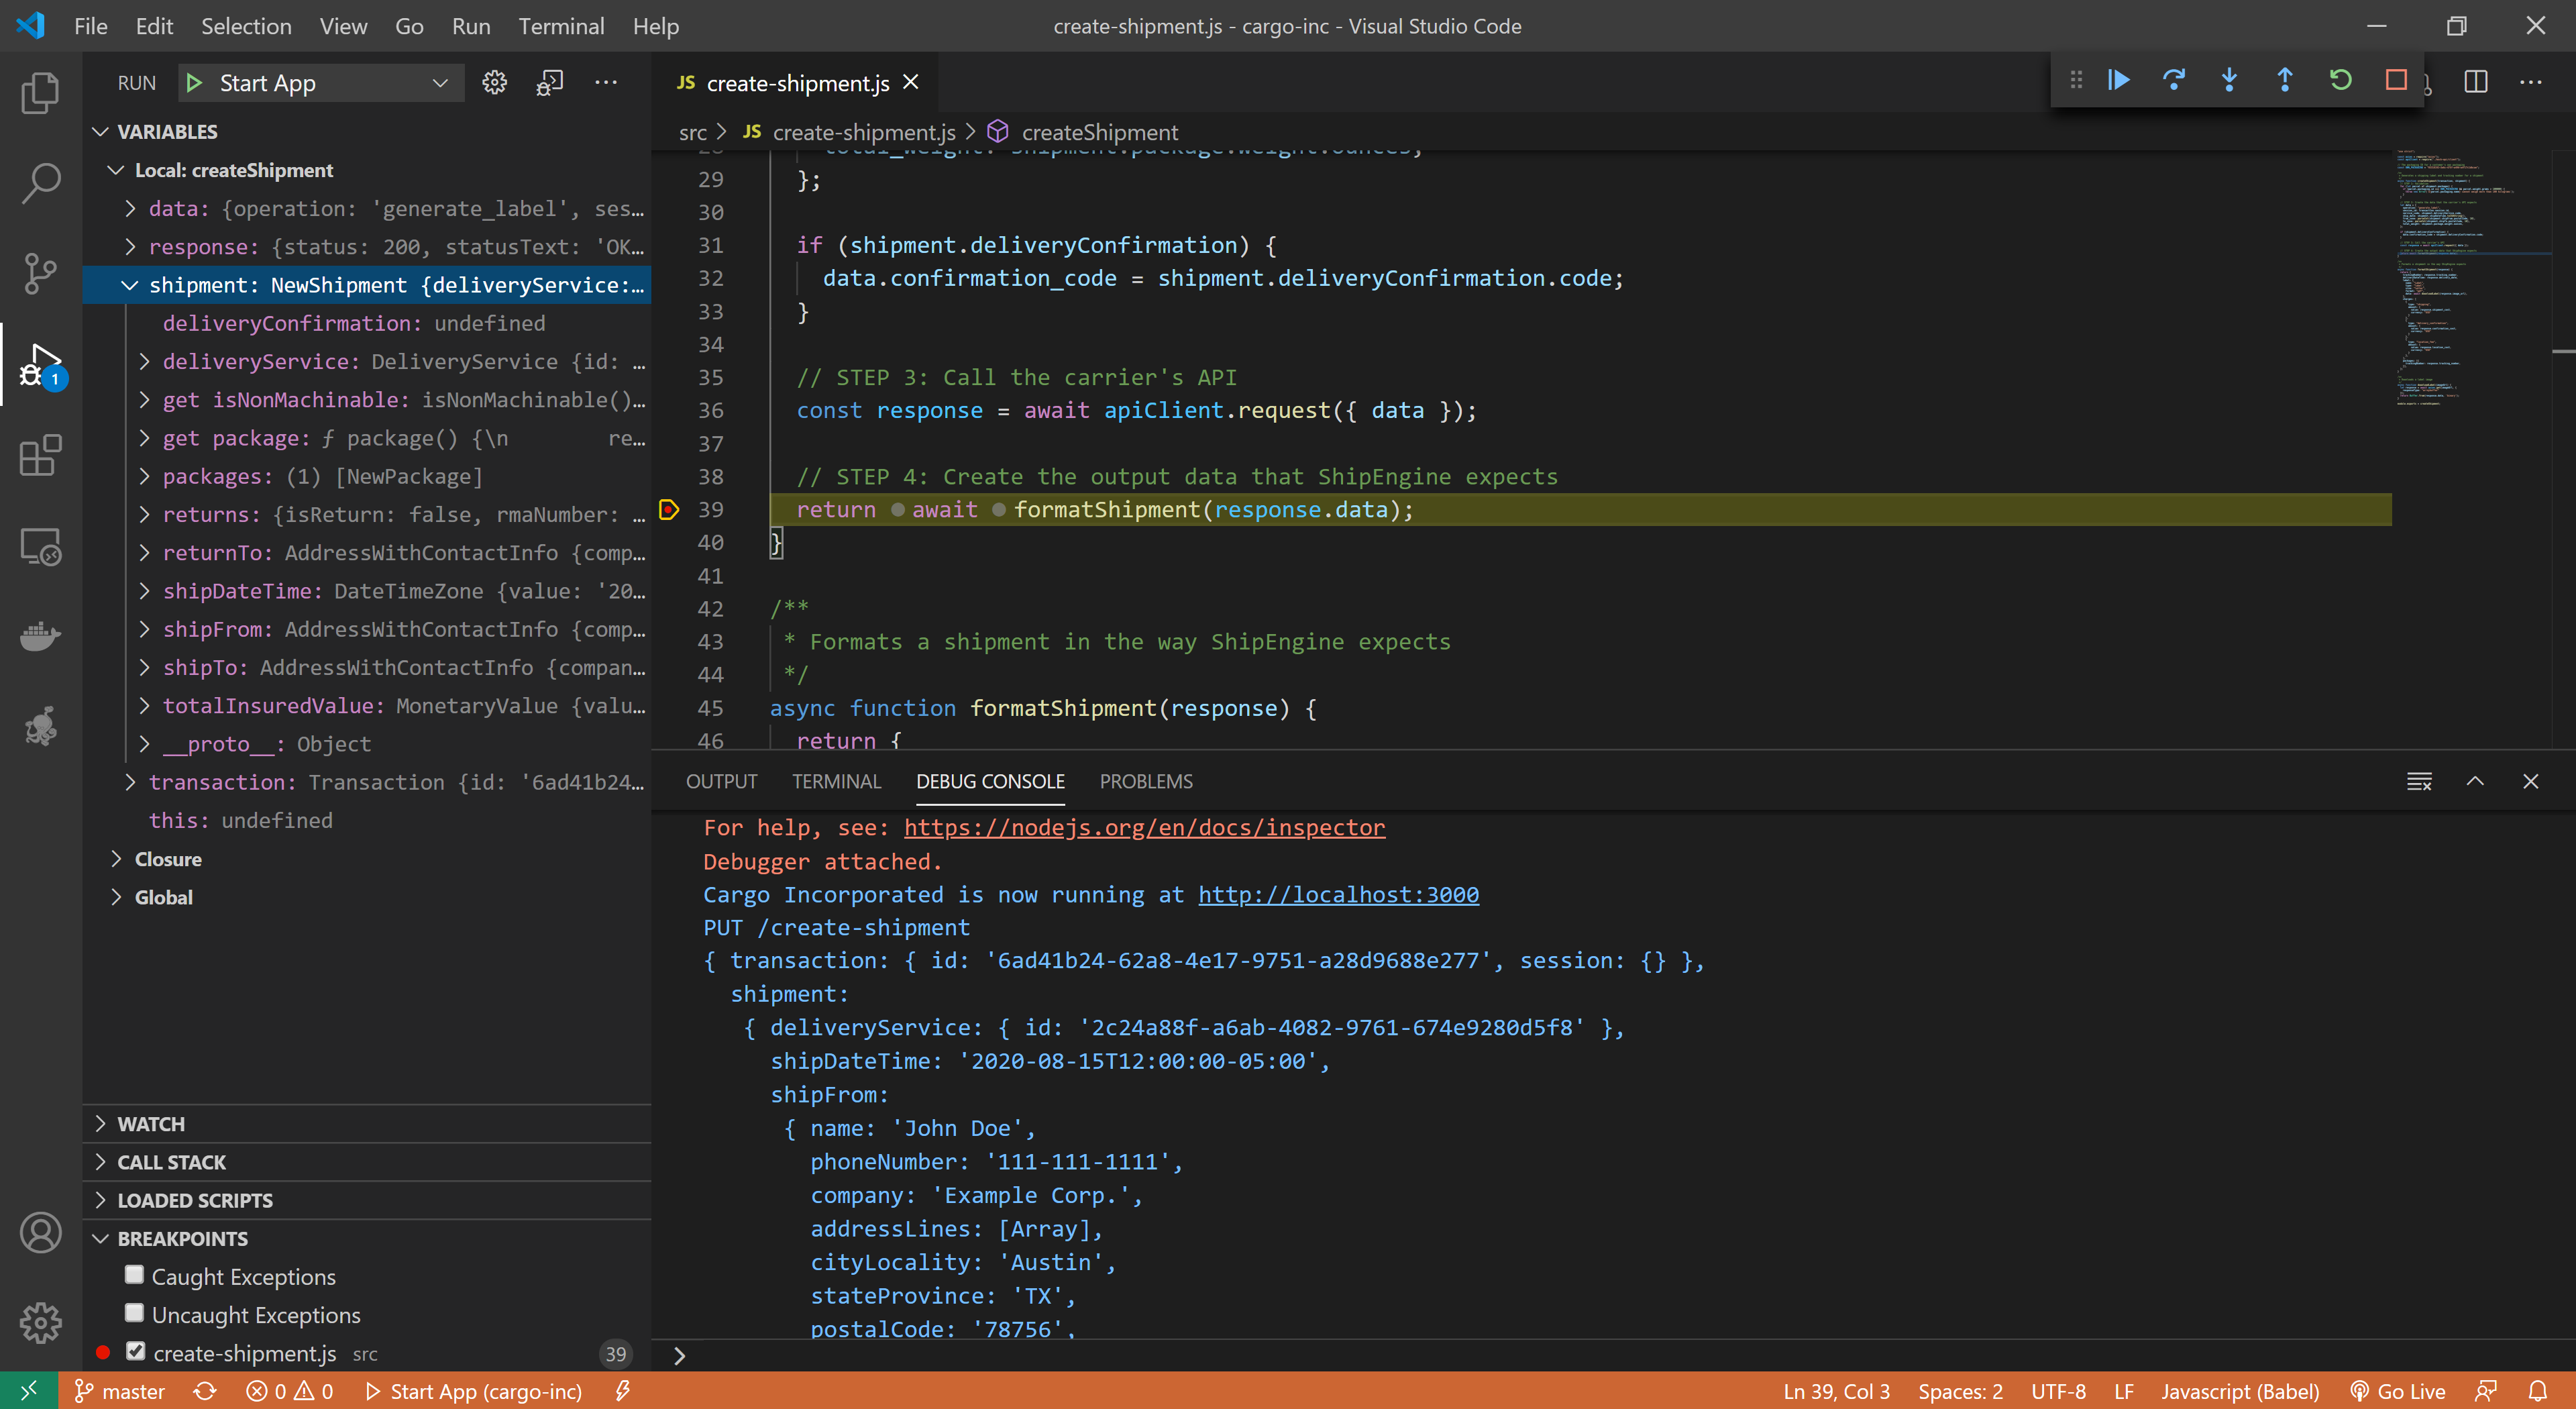 File Edit Selection View Go Run Terminal Help
create-shipment.js - cargo-inc - Visual Studio Code
RUN Start App
VARIABLES
Local: createShipment
data: {operation: 'generate_label', ses…
response: {status: 200, statusText: 'OK…
shipment: NewShipment {deliveryService:…
deliveryConfirmation: undefined
deliveryService: DeliveryService {id: …
get isNonMachinable: isNonMachinable()…
get package: ƒ package() {\n re…
packages: (1) [NewPackage]
returns: {isReturn: false, rmaNumber: …
returnTo: AddressWithContactInfo {comp…
shipDateTime: DateTimeZone {value: '20…
shipFrom: AddressWithContactInfo {comp…
shipTo: AddressWithContactInfo {compan…
totalInsuredValue: MonetaryValue {valu…
__proto__: Object
transaction: Transaction {id: '6ad41b24…
this: undefined
Closure
Global
WATCH
CALL STACK
LOADED SCRIPTS
BREAKPOINTS
Caught Exceptions
Uncaught Exceptions
create-shipment.js src 39
JS create-shipment.js
src > JS create-shipment.js > createShipment
28 total_weight: shipment.package.weight.ounces,
29 };
30
31 if (shipment.deliveryConfirmation) {
32 data.confirmation_code = shipment.deliveryConfirmation.code;
33 }
34
35 // STEP 3: Call the carrier's API
36 const response = await apiClient.request({ data });
37
38 // STEP 4: Create the output data that ShipEngine expects
39 return await formatShipment(response.data);
40 }
41
42 /**
43 * Formats a shipment in the way ShipEngine expects
44 */
45 async function formatShipment(response) {
46 return {
OUTPUT TERMINAL DEBUG CONSOLE PROBLEMS
For help, see: https://nodejs.org/en/docs/inspector
Debugger attached.
Cargo Incorporated is now running at http://localhost:3000
PUT /create-shipment
{ transaction: { id: '6ad41b24-62a8-4e17-9751-a28d9688e277', session: {} },
shipment:
{ deliveryService: { id: '2c24a88f-a6ab-4082-9761-674e9280d5f8' },
shipDateTime: '2020-08-15T12:00:00-05:00',
shipFrom:
{ name: 'John Doe',
phoneNumber: '111-111-1111',
company: 'Example Corp.',
addressLines: [Array],
cityLocality: 'Austin',
stateProvince: 'TX',
postalCode: '78756',
1
master 0 0 Start App (cargo-inc)
Ln 39, Col 3 Spaces: 2 UTF-8 LF Javascript (Babel) Go Live